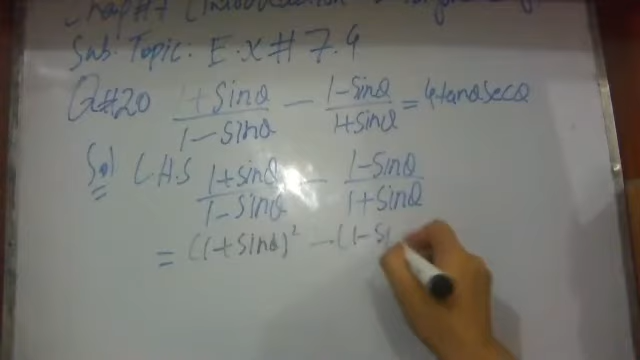 Sub. Topic: E.x # 7.4
Q#20 1+Sinθ/1-Sinθ - 1-Sinθ/1+Sinθ = 4tanθSecθ
Sol L.H.S 1+sinθ/1-Sinθ - 1-Sinθ/1+Sinθ
= (1+Sinθ)² - (1-Si